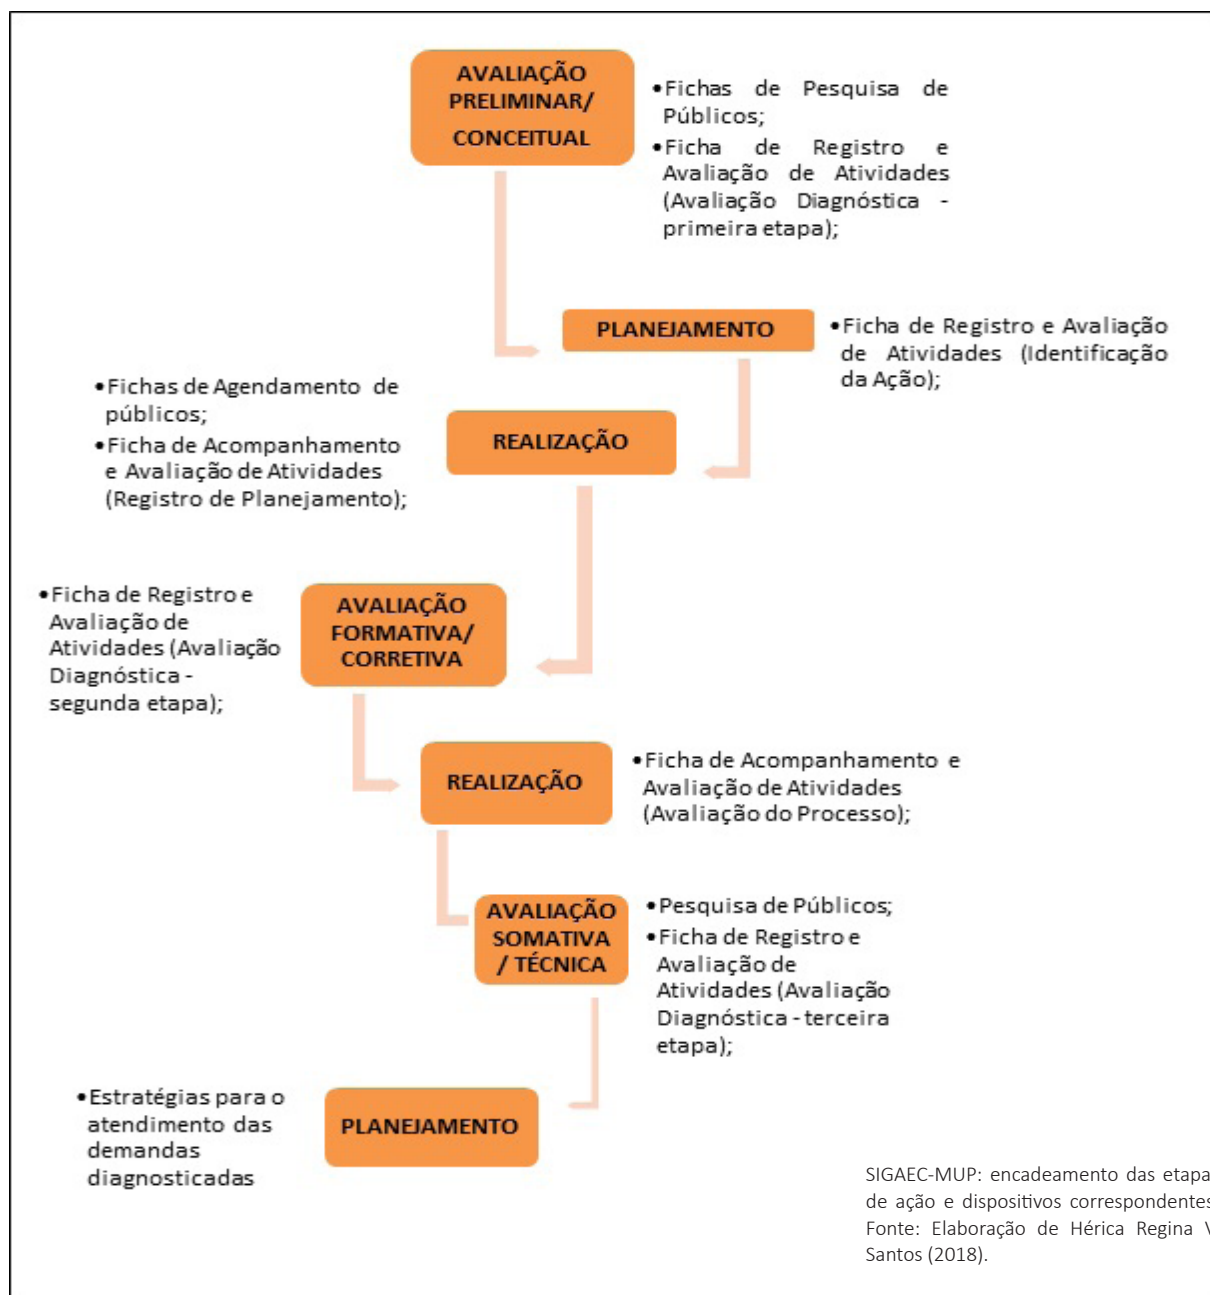 AVALIAÇÃO
PRELIMINAR/
CONCEITUAL
•Fichas de Pesquisa de
Públicos;
•Ficha de Registro e
Avaliação de Atividades
(Avaliação Diagnóstica -
primeira etapa);
PLANEJAMENTO
•Ficha de Registro e Avaliação
de Atividades (Identificação
da Ação);
•Fichas de Agendamento de
públicos;
•Ficha de Acompanhamento
e Avaliação de Atividades
(Registro de Planejamento);
REALIZAÇÃO
•Ficha de Registro e
Avaliação de
Atividades (Avaliação
Diagnóstica -
segunda etapa);
AVALIAÇÃO
FORMATIVA/
CORRETIVA
REALIZAÇÃO
•Ficha de Acompanhamento e
Avaliação de Atividades
(Avaliação do Processo);
AVALIAÇÃO
SOMATIVA
/ TÉCNICA
•Pesquisa de Públicos;
•Ficha de Registro e
Avaliação de
Atividades (Avaliação
Diagnóstica - terceira
etapa);
•Estratégias para o
atendimento das
demandas
diagnosticadas
PLANEJAMENTO
SIGAEC-MUP: encadeamento das etapa
de ação e dispositivos correspondentes
Fonte: Elaboração de Hérica Regina V
Santos (2018).